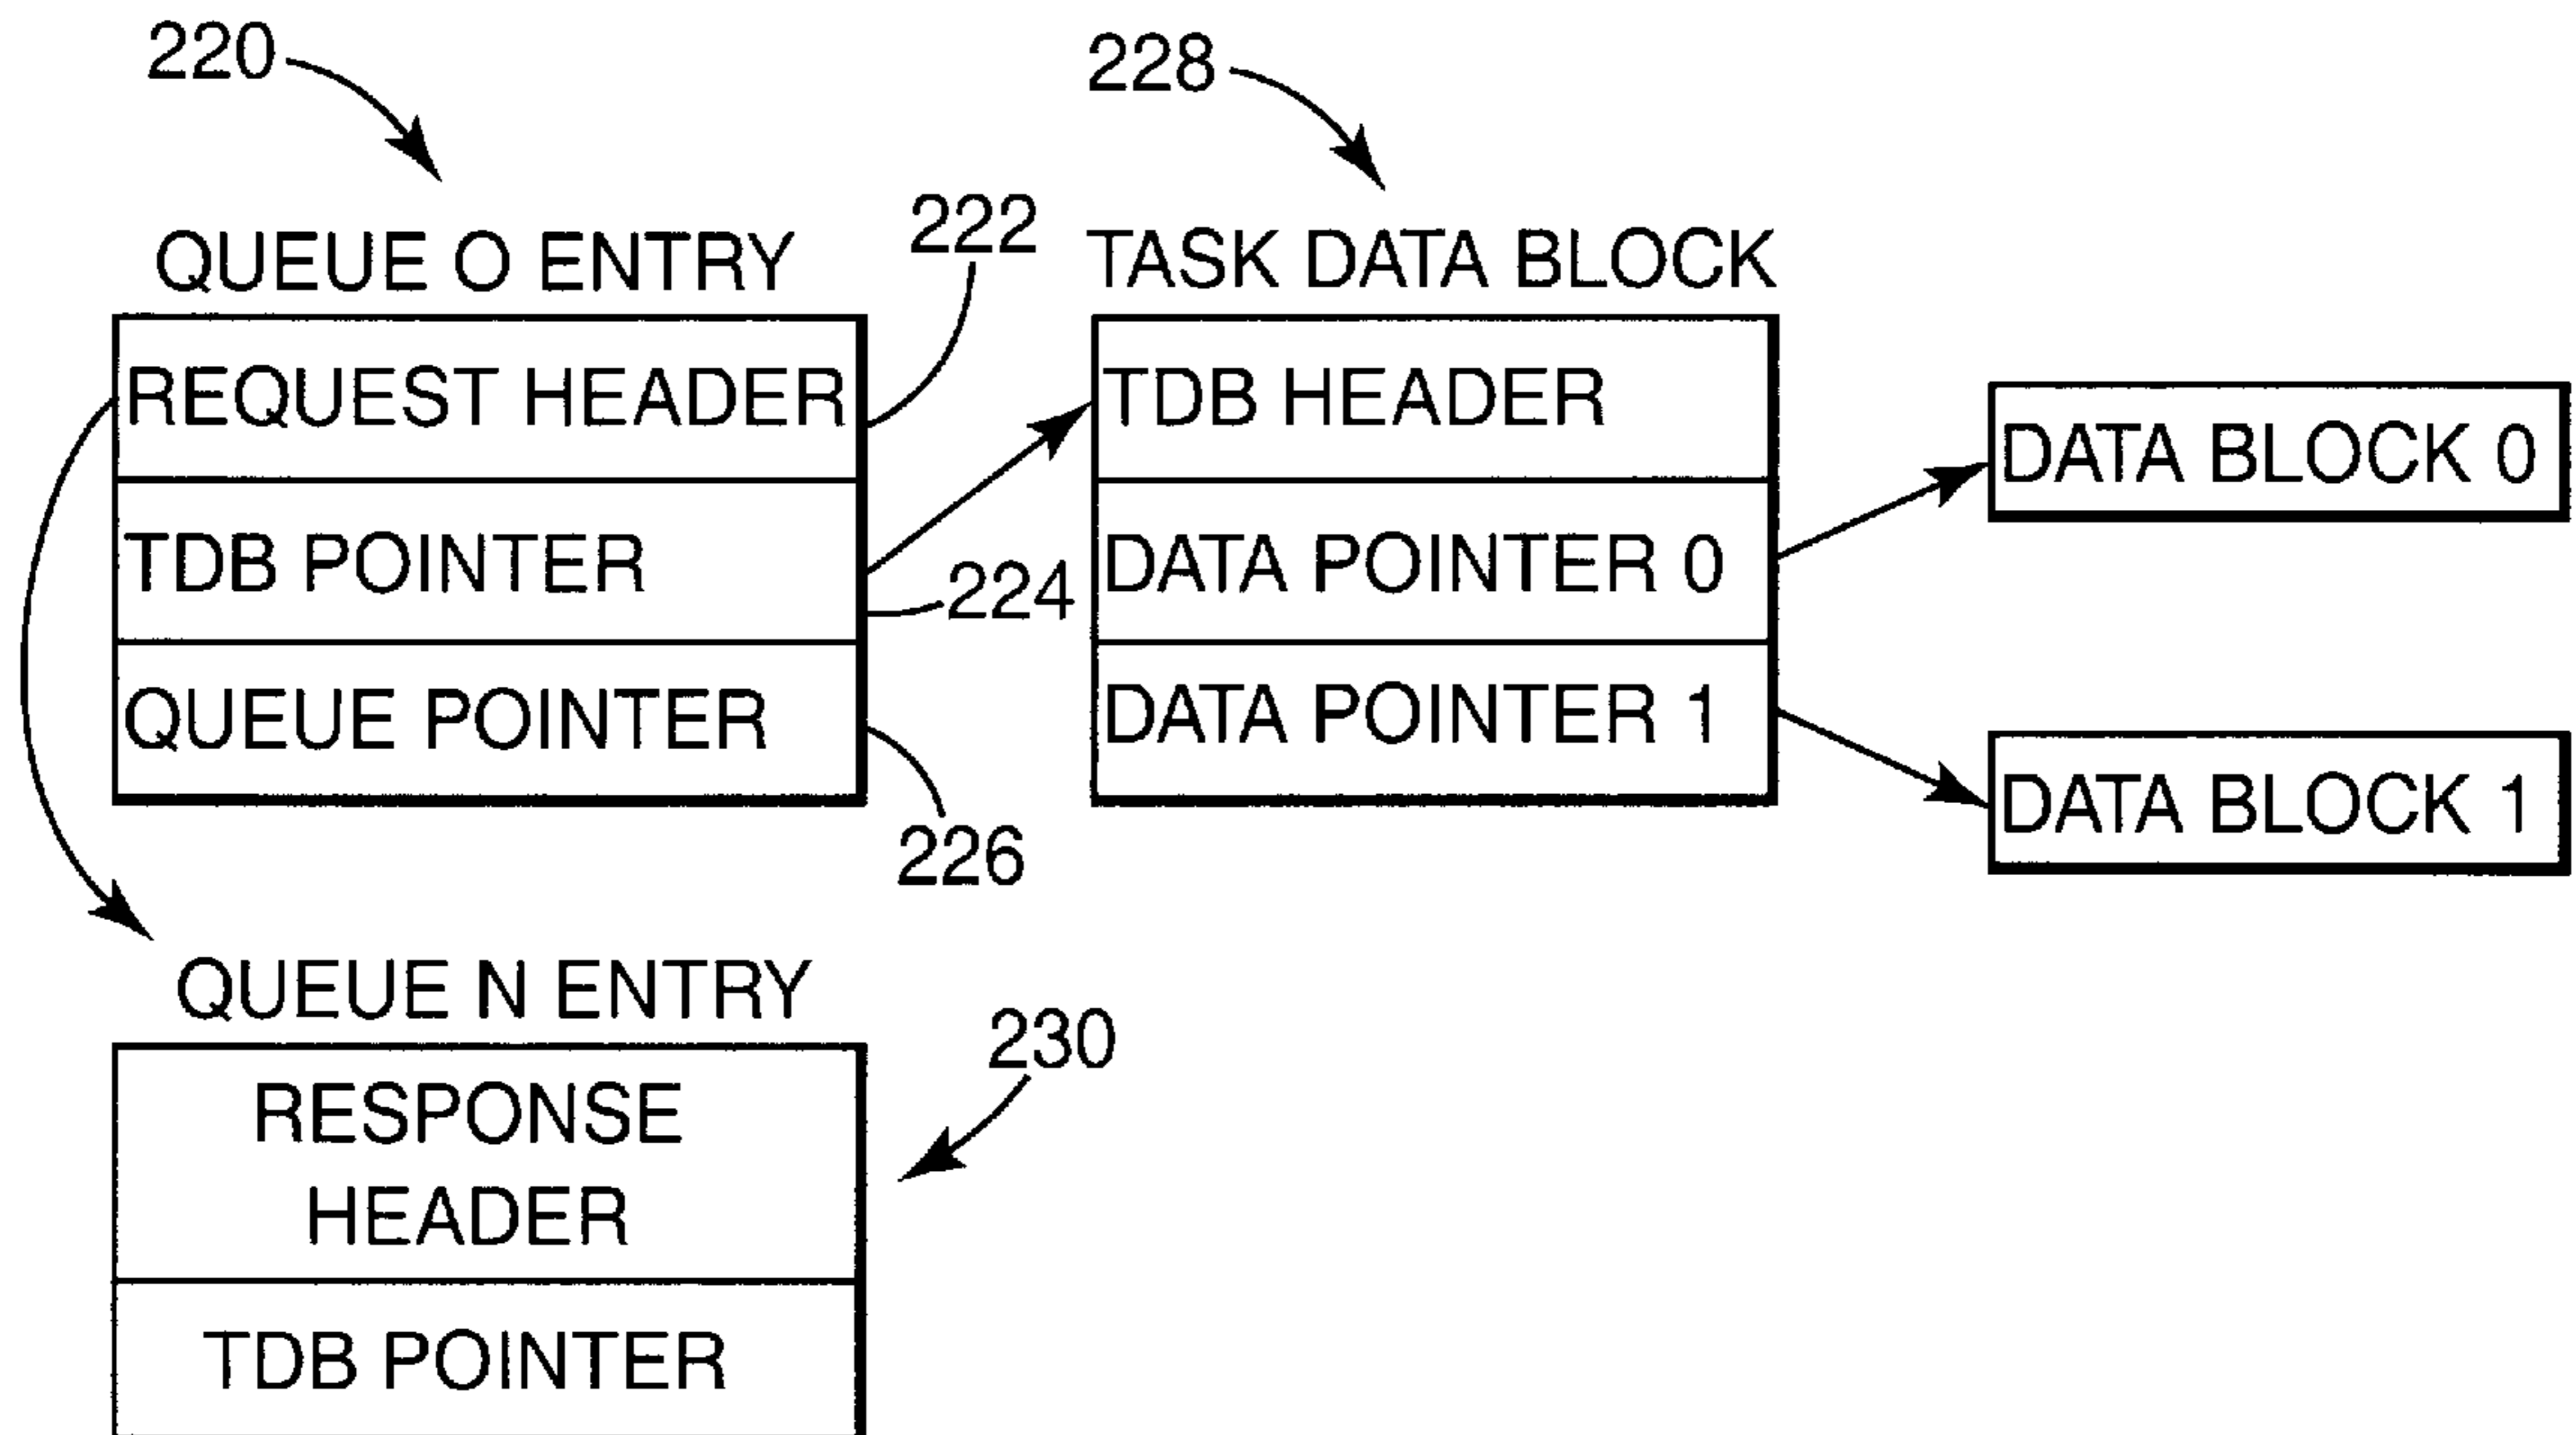 220
228
222
QUEUE O ENTRY
TASK DATA BLOCK
REQUEST HEADER
TDB HEADER
DATA BLOCK 0
TDB POINTER
224
DATA POINTER 0
QUEUE POINTER
DATA POINTER 1
DATA BLOCK 1
226
QUEUE N ENTRY
230
RESPONSE
HEADER
TDB POINTER